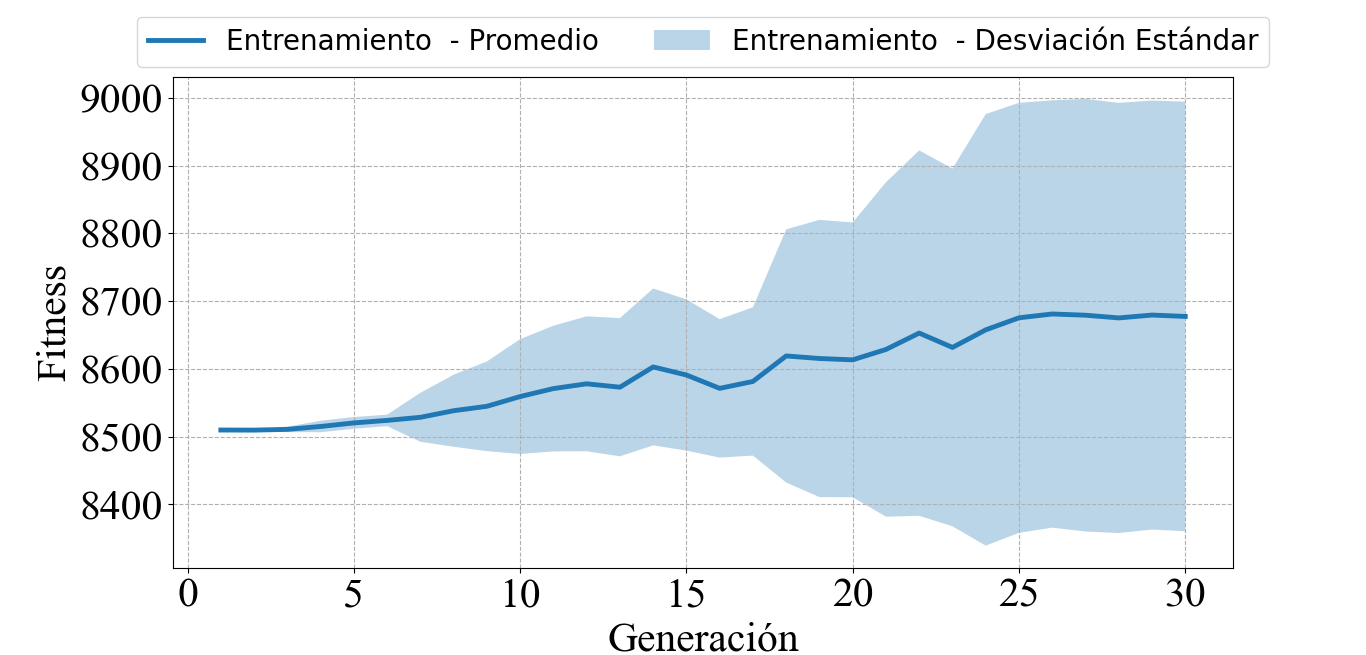 Entrenamiento  - Promedio
Entrenamiento  - Desviación Estándar
9000
8900
8800
8700
8600
8500
8400
Fitness
0 5 10 15 20 25 30
Generación